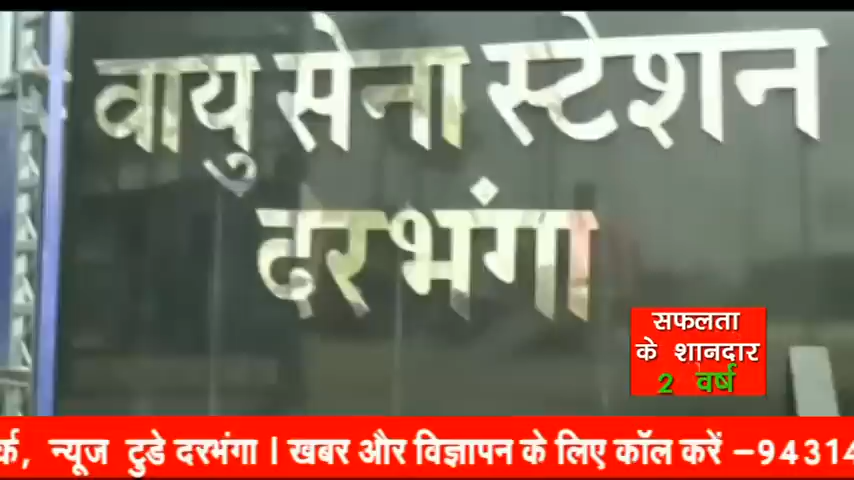 वायु सेना स्टेशन
दरभंगा
सफलता
के शानदार
2 वर्ष
र्क, न्यूज टुडे दरभंगा । खबर और विज्ञापन के लिए कॉल करें –94314